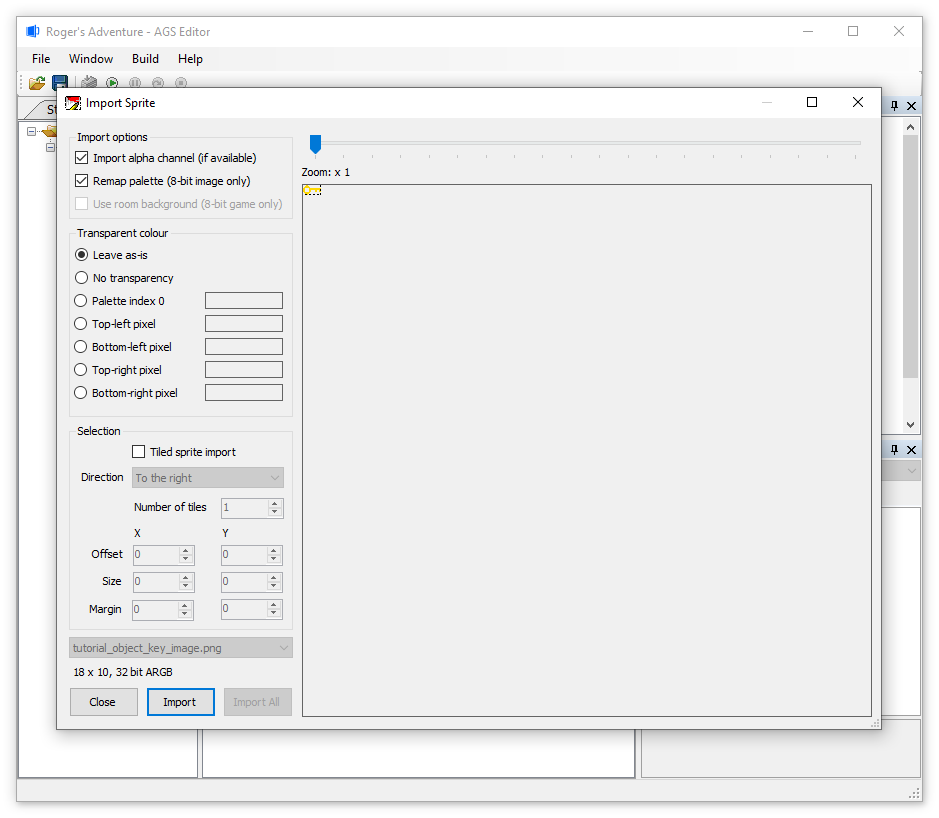 Roger's Adventure - AGS Editor
File Window Build Help
St
Import Sprite
Import options
Import alpha channel (if available)
Remap palette (8-bit image only)
Use room background (8-bit game only)
Transparent colour
Leave as-is
No transparency
Palette index 0
Top-left pixel
Bottom-left pixel
Top-right pixel
Bottom-right pixel
Selection
Tiled sprite import
Direction To the right
Number of tiles 1
X Y
Offset 0 0
Size 0 0
Margin 0 0
tutorial_object_key_image.png
18 x 10, 32 bit ARGB
Close Import Import All
Zoom: x 1